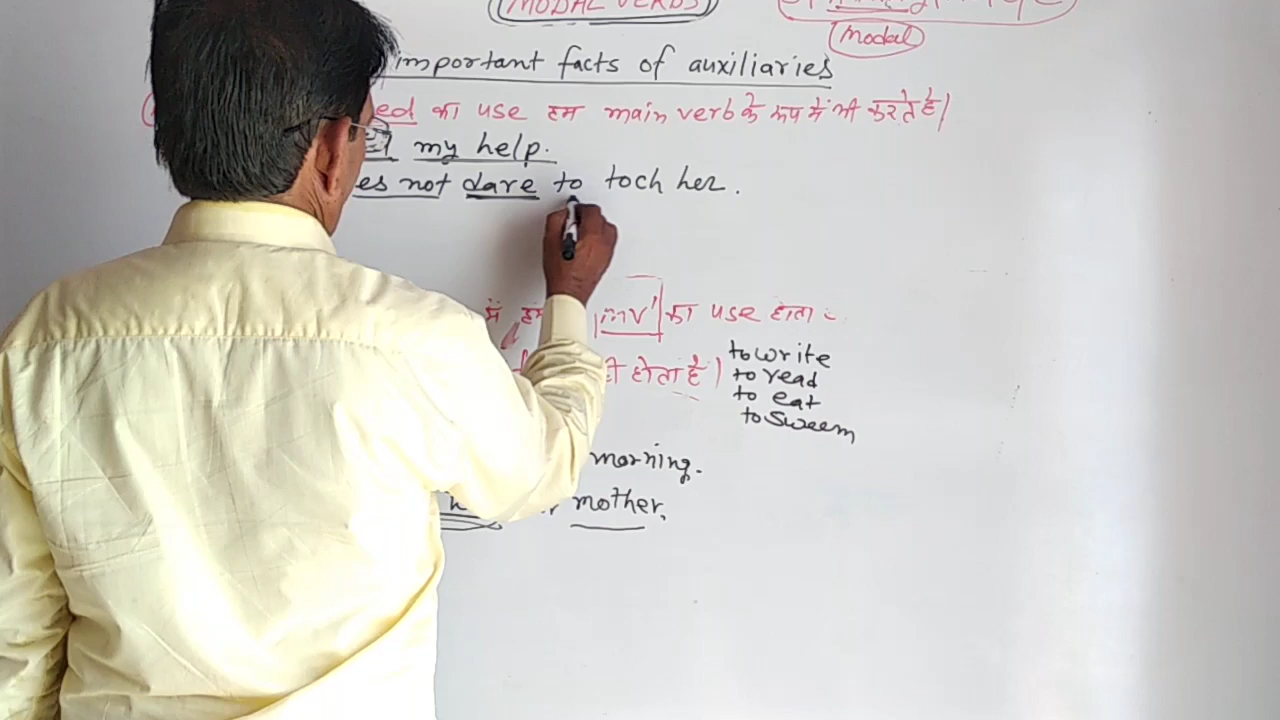 MODAL VERBS
Modal
important facts of auxiliaries
ed का use हम main verb के रूप में भी करते है।
my help.
es not dare to toch her.
में हम mv' का use होता :
ही होता है।
to write
to read
to eat
to sweem
morning.
mother.